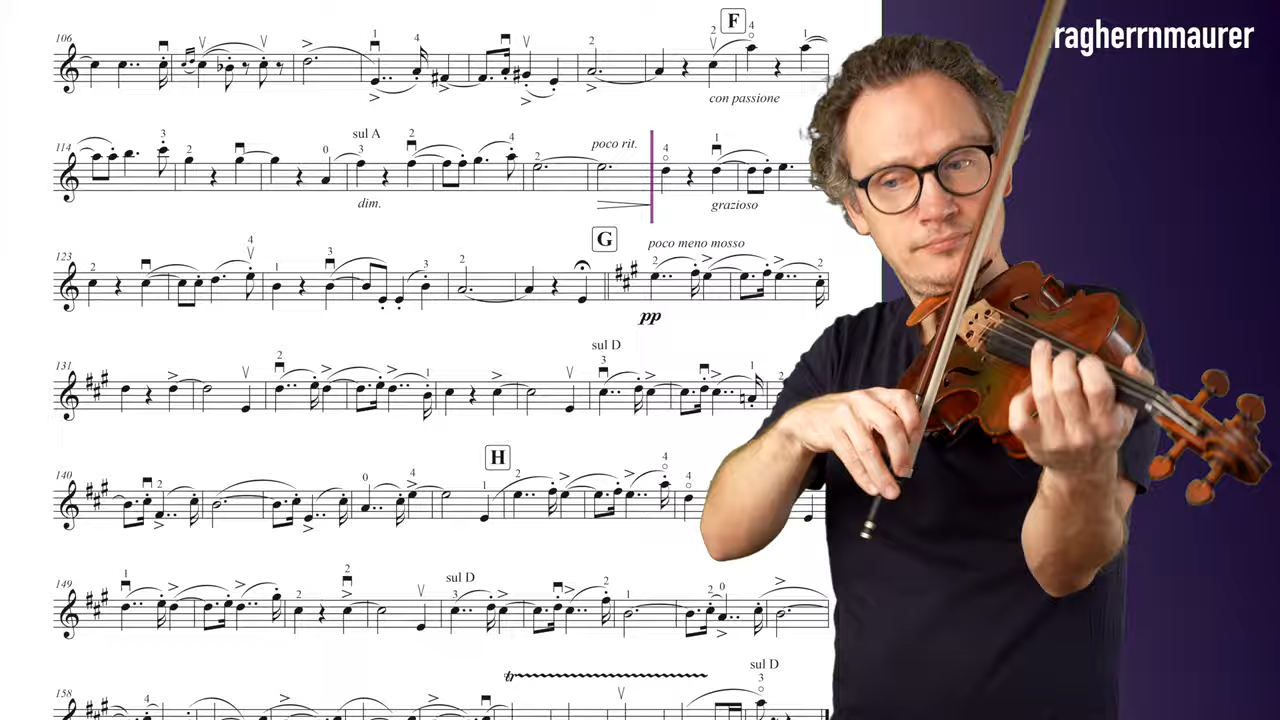 ragherrnmaurer
F
106
con passione
114
sul A
poco rit.
dim.
grazioso
123
G
poco meno mosso
pp
131
sul D
140
H
149
sul D
158
tr
sul D